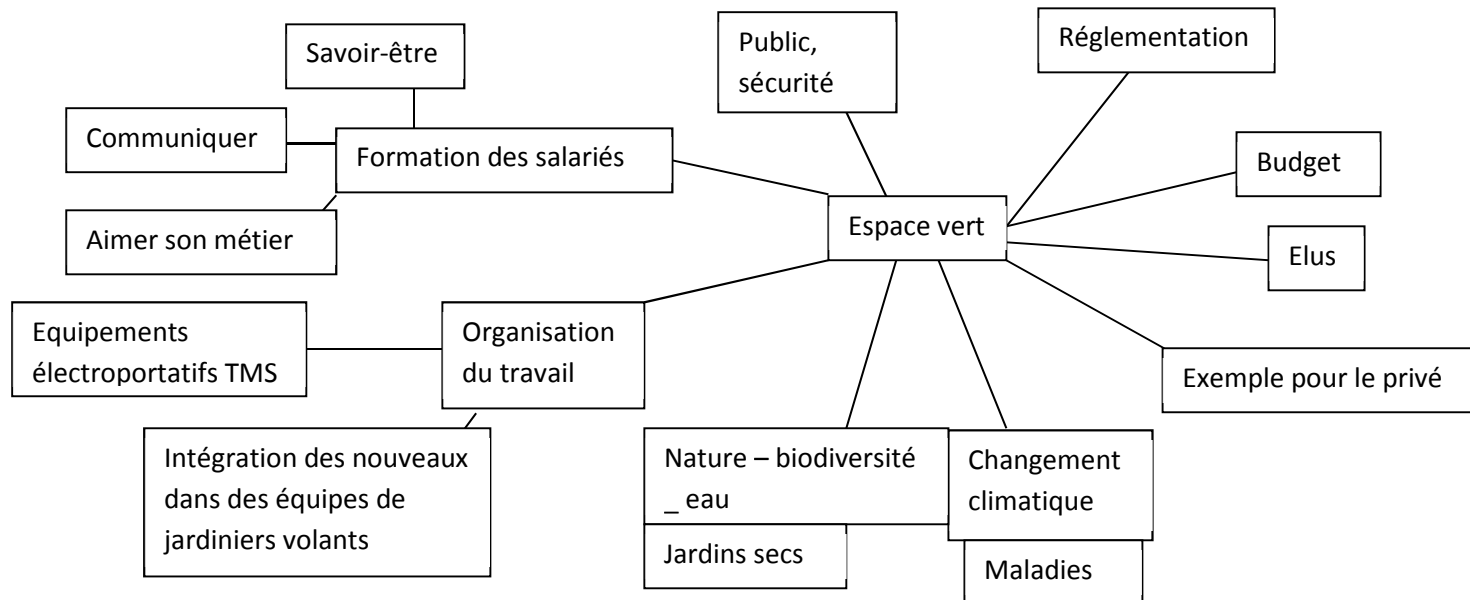 Savoir-être
Public,
sécurité
Réglementation
Communiquer
Formation des salariés
Budget
Aimer son métier
Espace vert
Elus
Equipements
électroportatifs TMS
Organisation
du travail
Exemple pour le privé
Intégration des nouveaux
dans des équipes de
jardiniers volants
Nature – biodiversité
_ eau
Changement
climatique
Jardins secs
Maladies